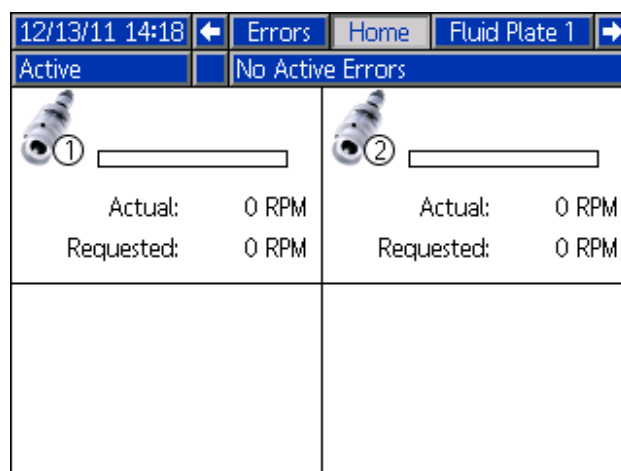 12/13/11 14:18 Errors Home Fluid Plate 1
Active No Active Errors
1 2
Actual: 0 RPM Actual: 0 RPM
Requested: 0 RPM Requested: 0 RPM